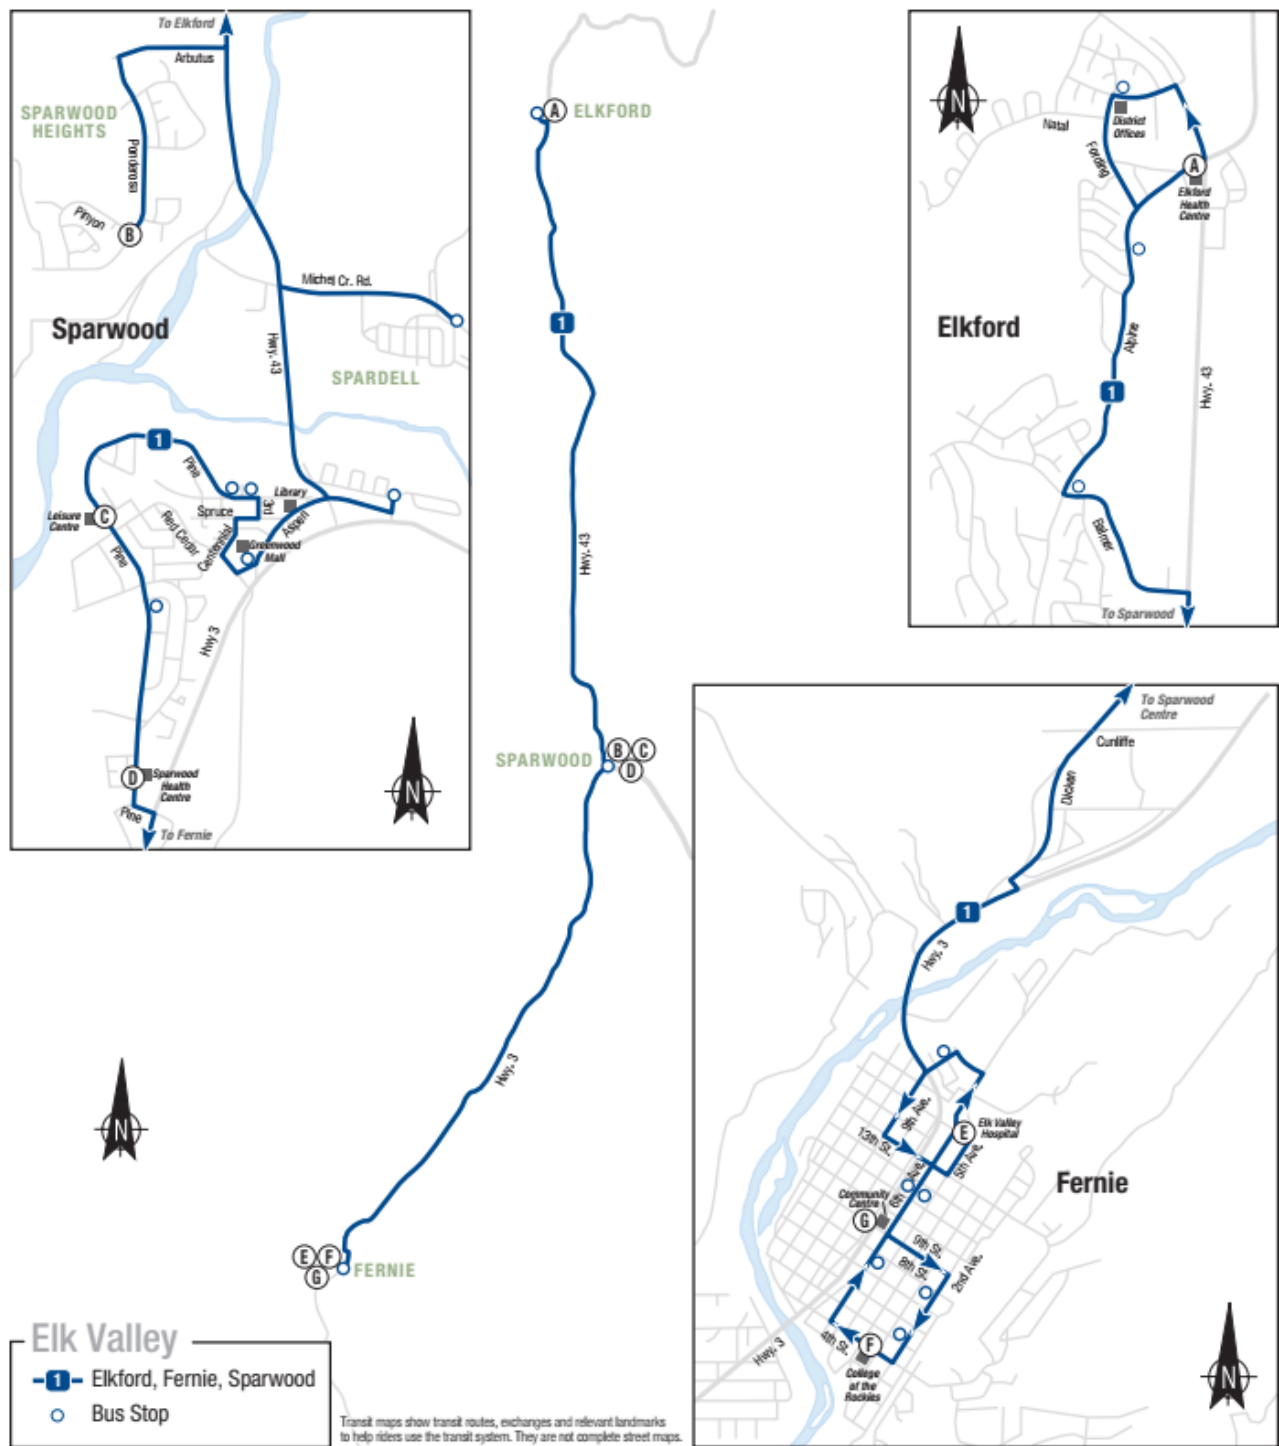 To Elkford
Arbutus
SPARWOOD
HEIGHTS
Ponderosa
Pinyon
B
Michel Cr. Rd.
Sparwood
Hwy. 43
SPARDELL
1
Pine
Library
Spruce
3rd
Aspen
Leisure
Centre
C
Red Cedar
Centennial
Greenwood
Mall
Pine
Hwy 3
D
Sparwood
Health
Centre
Pine
To Fernie
N
A
ELKFORD
1
Hwy. 43
SPARWOOD
B
C
D
Hwy. 3
N
E
F
G
FERNIE
N
Natal
District
Offices
Fording
A
Elkford
Health
Centre
Elkford
Alpine
1
Hwy. 43
Balmer
To Sparwood
To Sparwood
Centre
Cunliffe
Dicken
1
Hwy. 3
9th Ave.
13th St.
E
Elk Valley
Hospital
5th Ave.
6th Ave.
Community
Centre
G
Fernie
9th St.
8th St.
2nd Ave.
4th St.
F
Hwy. 3
College
of the
Rockies
N
Elk Valley
1 Elkford, Fernie, Sparwood
Bus Stop
Transit maps show transit routes, exchanges and relevant landmarks
to help riders use the transit system. They are not complete street maps.